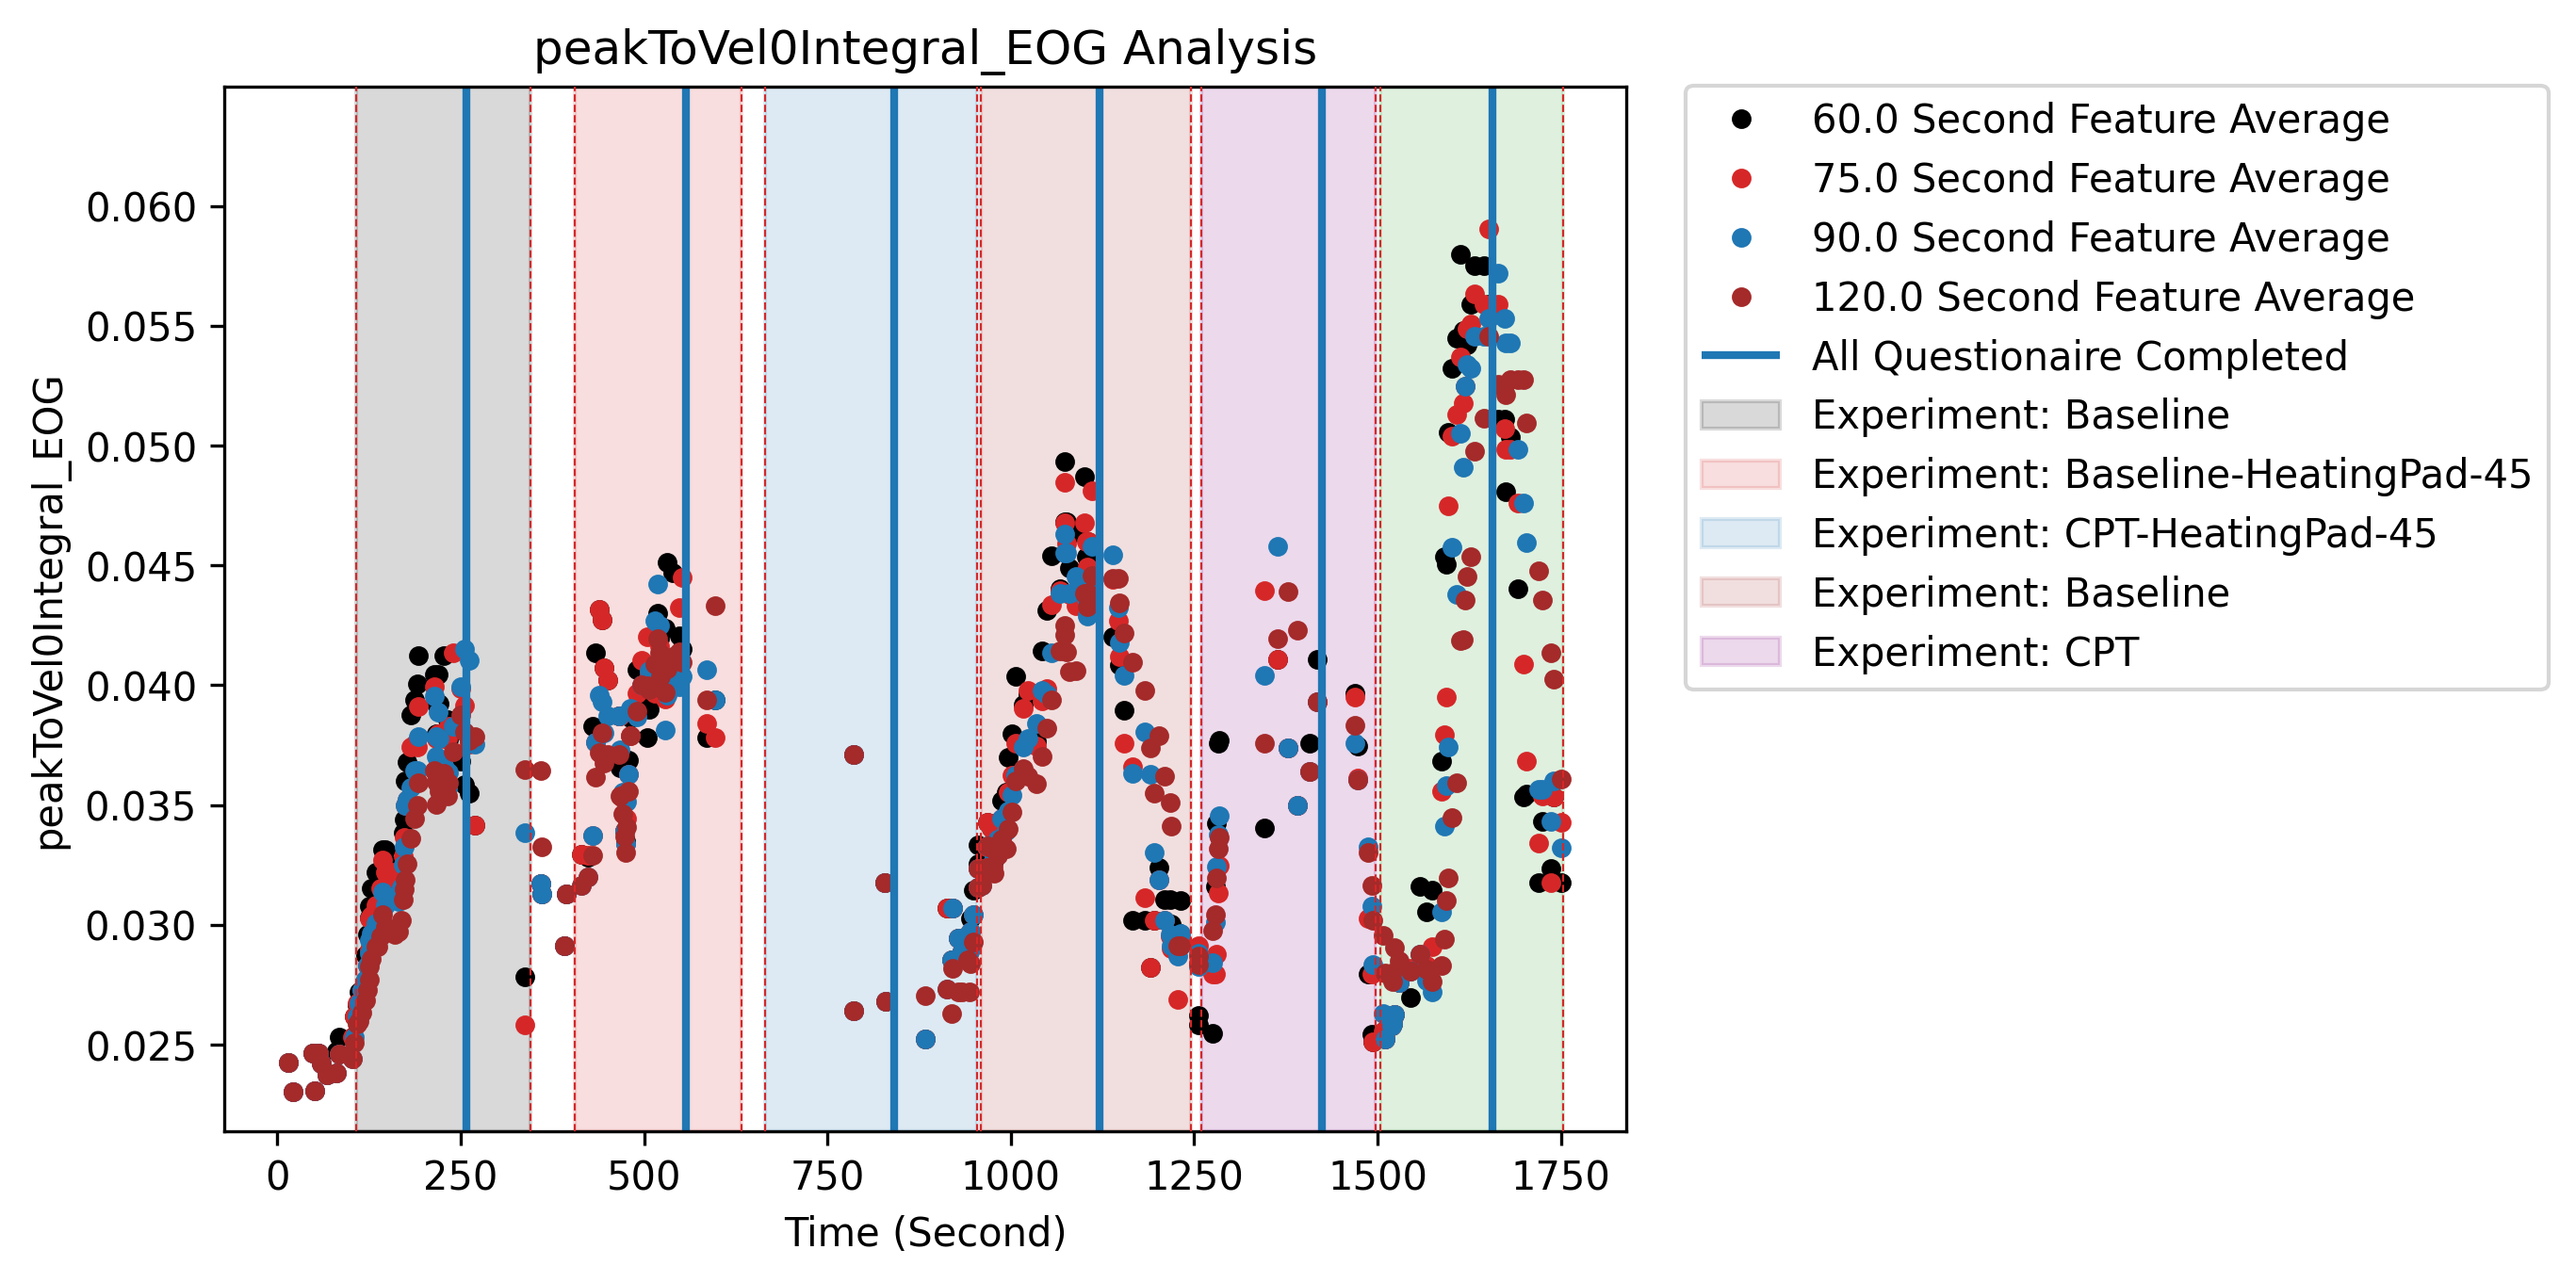 peakToVel0Integral_EOG Analysis
peakToVel0Integral_EOG
0.060
0.055
0.050
0.045
0.040
0.035
0.030
0.025
0 250 500 750 1000 1250 1500 1750
Time (Second)
60.0 Second Feature Average
75.0 Second Feature Average
90.0 Second Feature Average
120.0 Second Feature Average
All Questionaire Completed
Experiment: Baseline
Experiment: Baseline-HeatingPad-45
Experiment: CPT-HeatingPad-45
Experiment: Baseline
Experiment: CPT